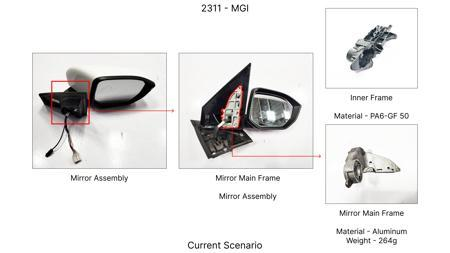 2311 - MGI
Inner Frame
Material - PA6-GF 50
Mirror Assembly
Mirror Main Frame
Mirror Assembly
Mirror Main Frame
Material - Aluminum
Weight - 264g
Current Scenario